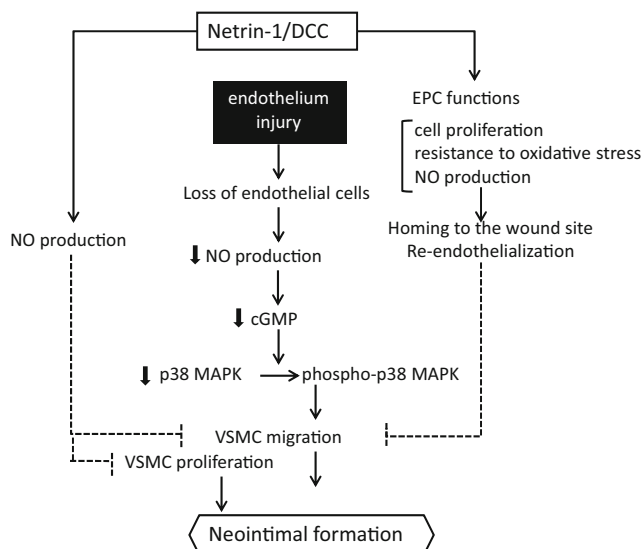 Netrin-1/DCC
endothelium
injury
EPC functions
cell proliferation
resistance to oxidative stress
NO production
Loss of endothelial cells
NO production
Homing to the wound site
Re-endothelialization
⬇ NO production
⬇ cGMP
⬇ p38 MAPK
phospho-p38 MAPK
VSMC migration
VSMC proliferation
Neointimal formation